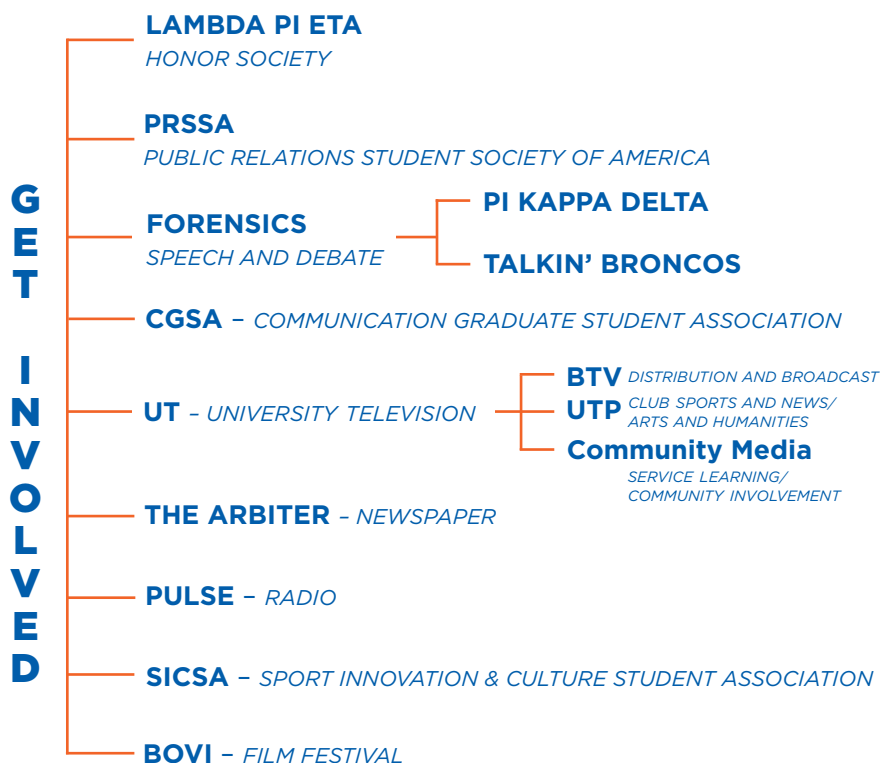 GET INVOLVED
LAMBDA PI ETA
HONOR SOCIETY
PRSSA
PUBLIC RELATIONS STUDENT SOCIETY OF AMERICA
FORENSICS
SPEECH AND DEBATE
PI KAPPA DELTA
TALKIN’ BRONCOS
CGSA – COMMUNICATION GRADUATE STUDENT ASSOCIATION
UT – UNIVERSITY TELEVISION
BTV DISTRIBUTION AND BROADCAST
UTP CLUB SPORTS AND NEWS/
ARTS AND HUMANITIES
Community Media
SERVICE LEARNING/
COMMUNITY INVOLVEMENT
THE ARBITER – NEWSPAPER
PULSE – RADIO
SICSA – SPORT INNOVATION & CULTURE STUDENT ASSOCIATION
BOVI – FILM FESTIVAL